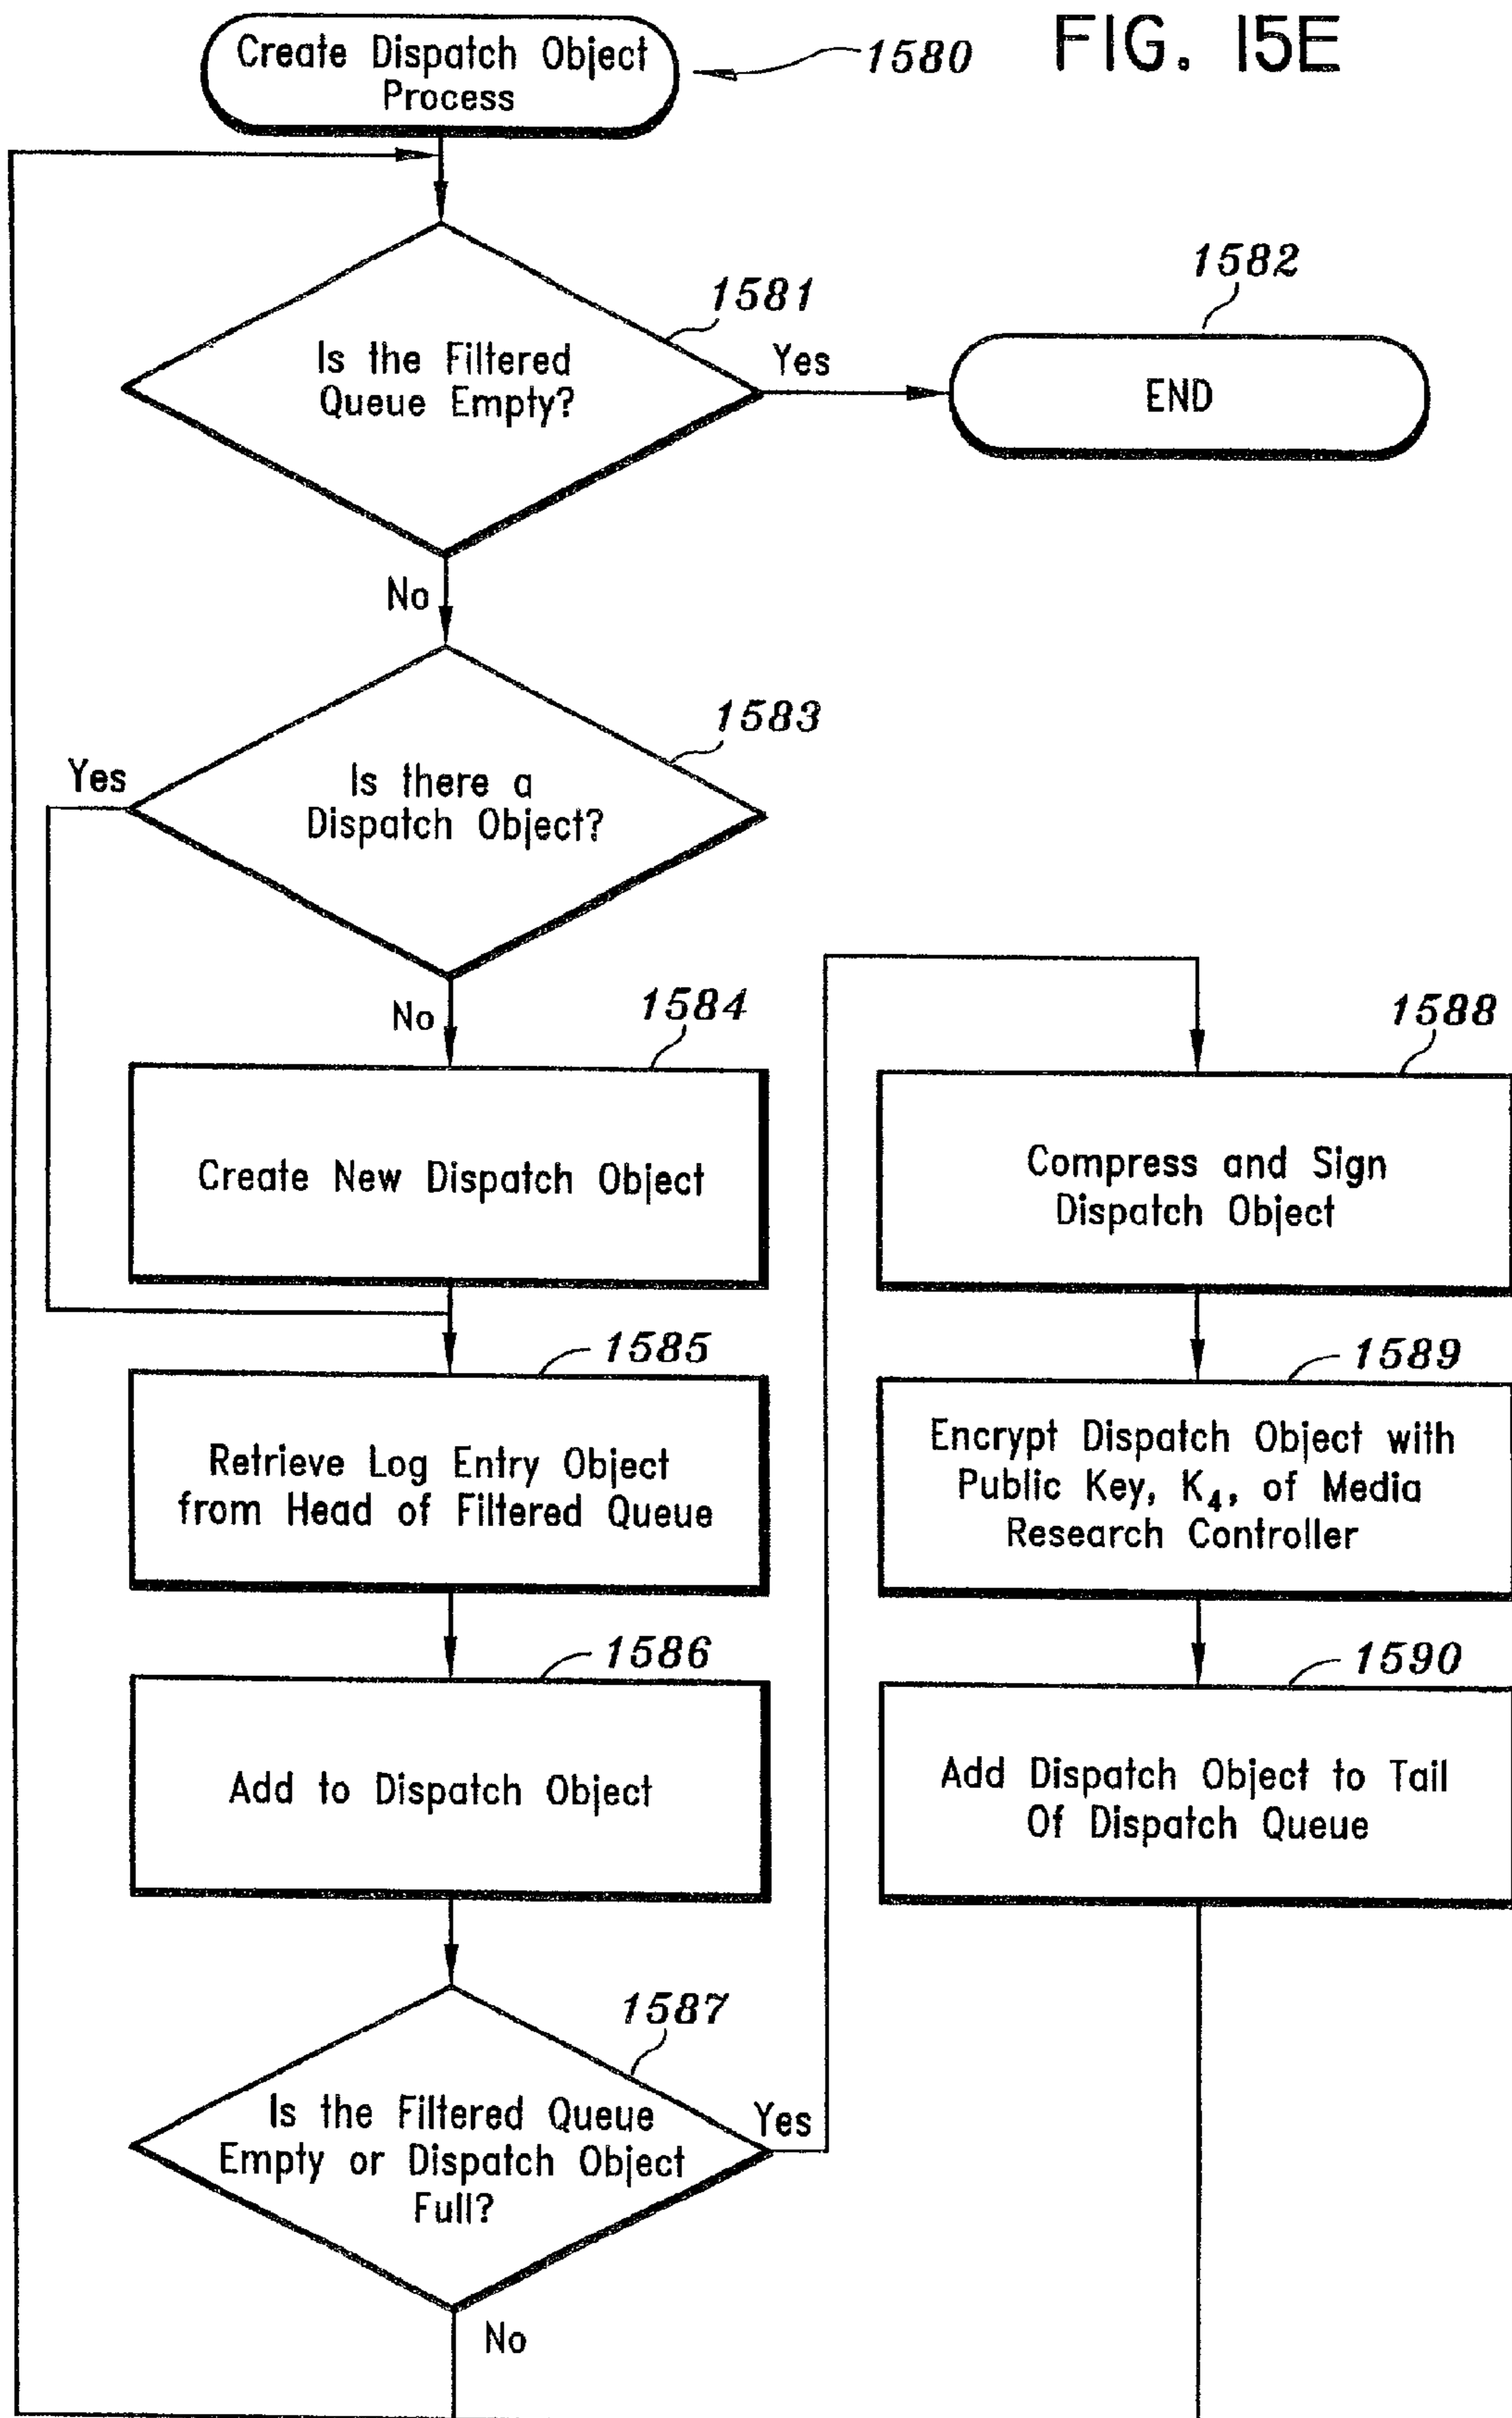 FIG. 15E
Create Dispatch Object
Process
1580
1581
Is the Filtered
Queue Empty?
Yes
1582
END
No
1583
Is there a
Dispatch Object?
Yes
No
1584
Create New Dispatch Object
1585
Retrieve Log Entry Object
from Head of Filtered Queue
1586
Add to Dispatch Object
1587
Is the Filtered Queue
Empty or Dispatch Object
Full?
Yes
No
1588
Compress and Sign
Dispatch Object
1589
Encrypt Dispatch Object with
Public Key, K₄, of Media
Research Controller
1590
Add Dispatch Object to Tail
Of Dispatch Queue